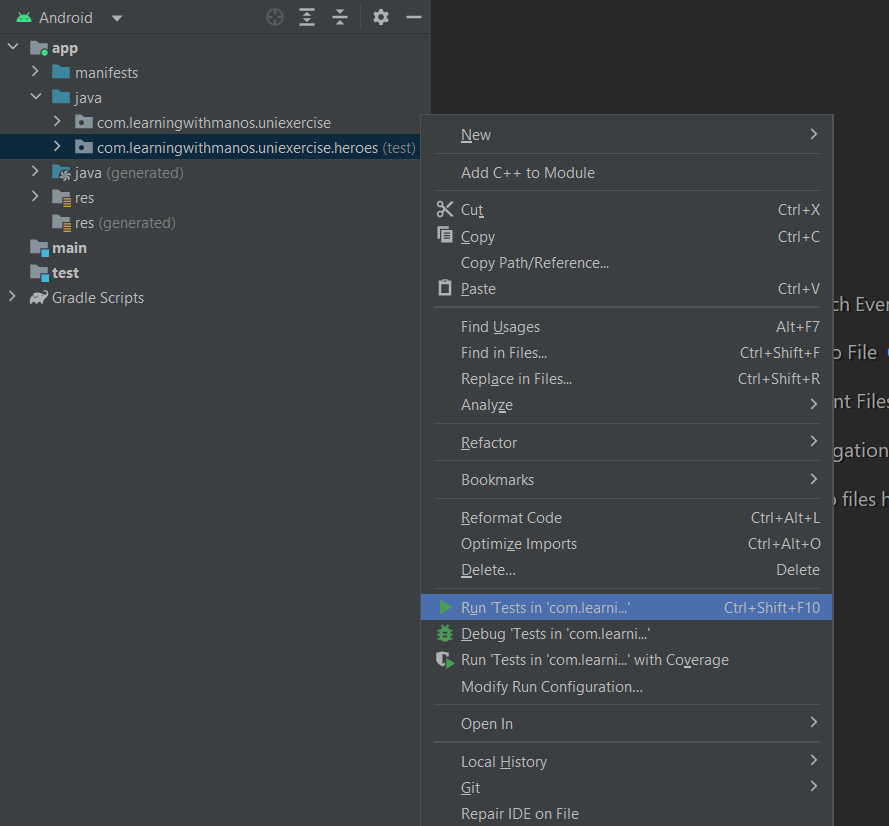 Android
app
manifests
java
com.learningwithmanos.uniexercise
com.learningwithmanos.uniexercise.heroes (test)
java (generated)
res
res (generated)
main
test
Gradle Scripts
New
Add C++ to Module
Cut Ctrl+X
Copy Ctrl+C
Copy Path/Reference...
Paste Ctrl+V
Find Usages Alt+F7
Find in Files... Ctrl+Shift+F
Replace in Files... Ctrl+Shift+R
Analyze
Refactor
Bookmarks
Reformat Code Ctrl+Alt+L
Optimize Imports Ctrl+Alt+O
Delete... Delete
Run 'Tests in 'com.learni...' Ctrl+Shift+F10
Debug 'Tests in 'com.learni...'
Run 'Tests in 'com.learni...' with Coverage
Modify Run Configuration...
Open In
Local History
Git
Repair IDE on File
File
files